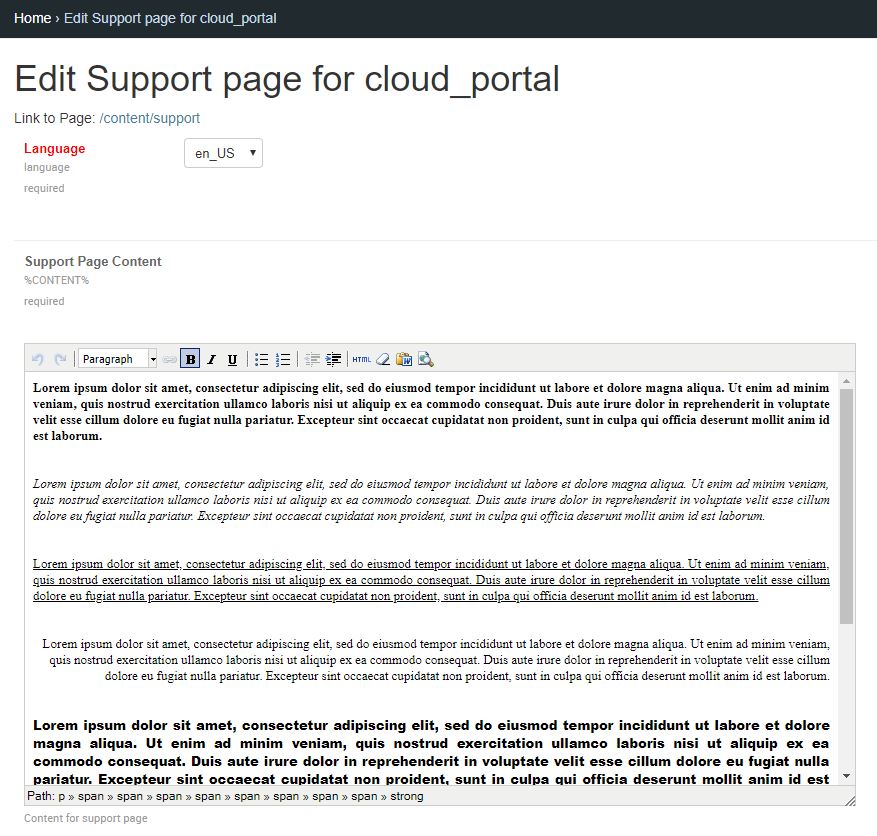 Home › Edit Support page for cloud_portal
Edit Support page for cloud_portal
Link to Page: /content/support
Language
language
required
en_US
Support Page Content
%CONTENT%
required
Paragraph B I U HTML
Lorem ipsum dolor sit amet, consectetur adipiscing elit, sed do eiusmod tempor incididunt ut labore et dolore magna aliqua. Ut enim ad minim
veniam, quis nostrud exercitation ullamco laboris nisi ut aliquip ex ea commodo consequat. Duis aute irure dolor in reprehenderit in voluptate
velit esse cillum dolore eu fugiat nulla pariatur. Excepteur sint occaecat cupidatat non proident, sunt in culpa qui officia deserunt mollit anim id
est laborum.
Lorem ipsum dolor sit amet, consectetur adipiscing elit, sed do eiusmod tempor incididunt ut labore et dolore magna aliqua. Ut enim ad minim veniam,
quis nostrud exercitation ullamco laboris nisi ut aliquip ex ea commodo consequat. Duis aute irure dolor in reprehenderit in voluptate velit esse cillum
dolore eu fugiat nulla pariatur. Excepteur sint occaecat cupidatat non proident, sunt in culpa qui officia deserunt mollit anim id est laborum.
Lorem ipsum dolor sit amet, consectetur adipiscing elit, sed do eiusmod tempor incididunt ut labore et dolore magna aliqua. Ut enim ad minim veniam,
quis nostrud exercitation ullamco laboris nisi ut aliquip ex ea commodo consequat. Duis aute irure dolor in reprehenderit in voluptate velit esse cillum
dolore eu fugiat nulla pariatur. Excepteur sint occaecat cupidatat non proident, sunt in culpa qui officia deserunt mollit anim id est laborum.
Lorem ipsum dolor sit amet, consectetur adipiscing elit, sed do eiusmod tempor incididunt ut labore et dolore magna aliqua. Ut enim ad minim veniam,
quis nostrud exercitation ullamco laboris nisi ut aliquip ex ea commodo consequat. Duis aute irure dolor in reprehenderit in voluptate velit esse cillum
dolore eu fugiat nulla pariatur. Excepteur sint occaecat cupidatat non proident, sunt in culpa qui officia deserunt mollit anim id est laborum.
Lorem ipsum dolor sit amet, consectetur adipiscing elit, sed do eiusmod tempor incididunt ut labore et dolore
magna aliqua. Ut enim ad minim veniam, quis nostrud exercitation ullamco laboris nisi ut aliquip ex ea
commodo consequat. Duis aute irure dolor in reprehenderit in voluptate velit esse cillum dolore eu fugiat nulla
pariatur. Excepteur sint occaecat cupidatat non proident, sunt in culpa qui officia deserunt mollit anim id est
Path: p » span » span » span » span » span » span » span » span » strong
Content for support page